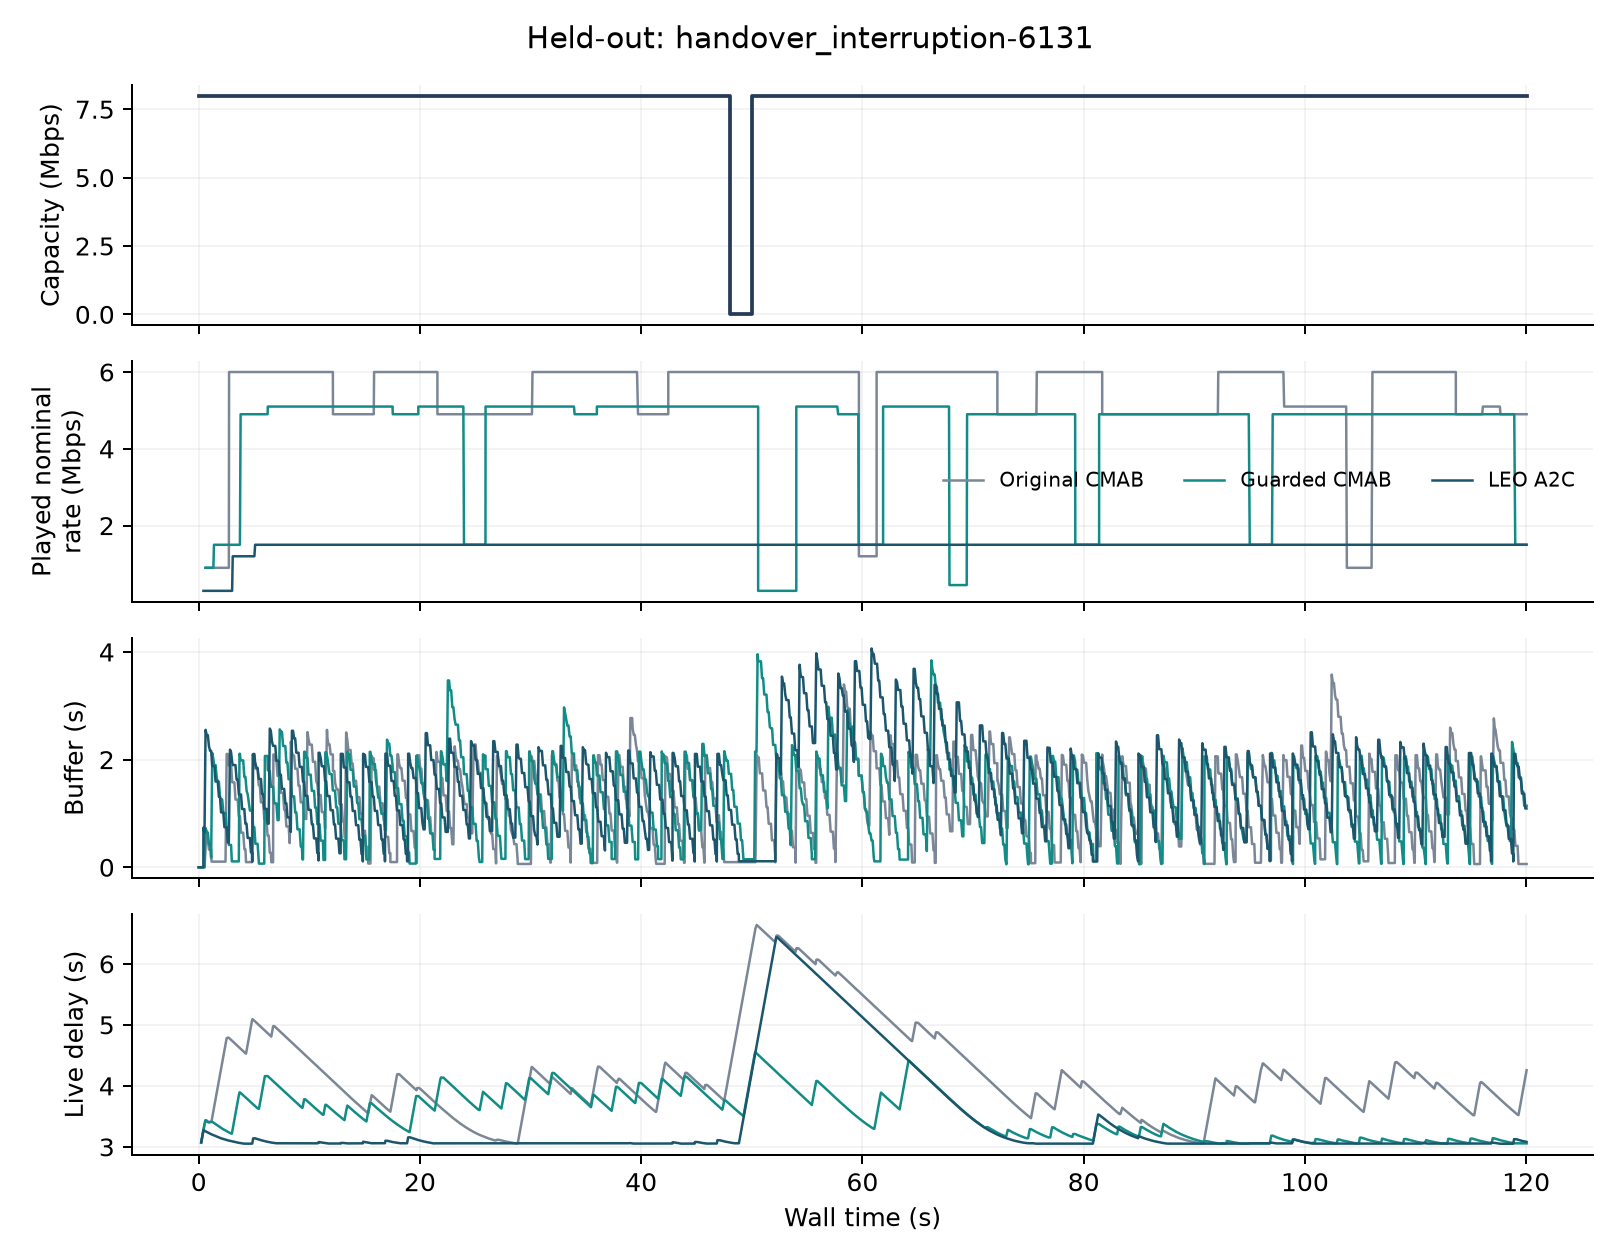 Held-out: handover_interruption-6131
Capacity (Mbps)
7.5
5.0
2.5
0.0
Played nominal
rate (Mbps)
6
4
2
Original CMAB
Guarded CMAB
LEO A2C
Buffer (s)
4
2
0
Live delay (s)
6
5
4
3
0
20
40
60
80
100
120
Wall time (s)